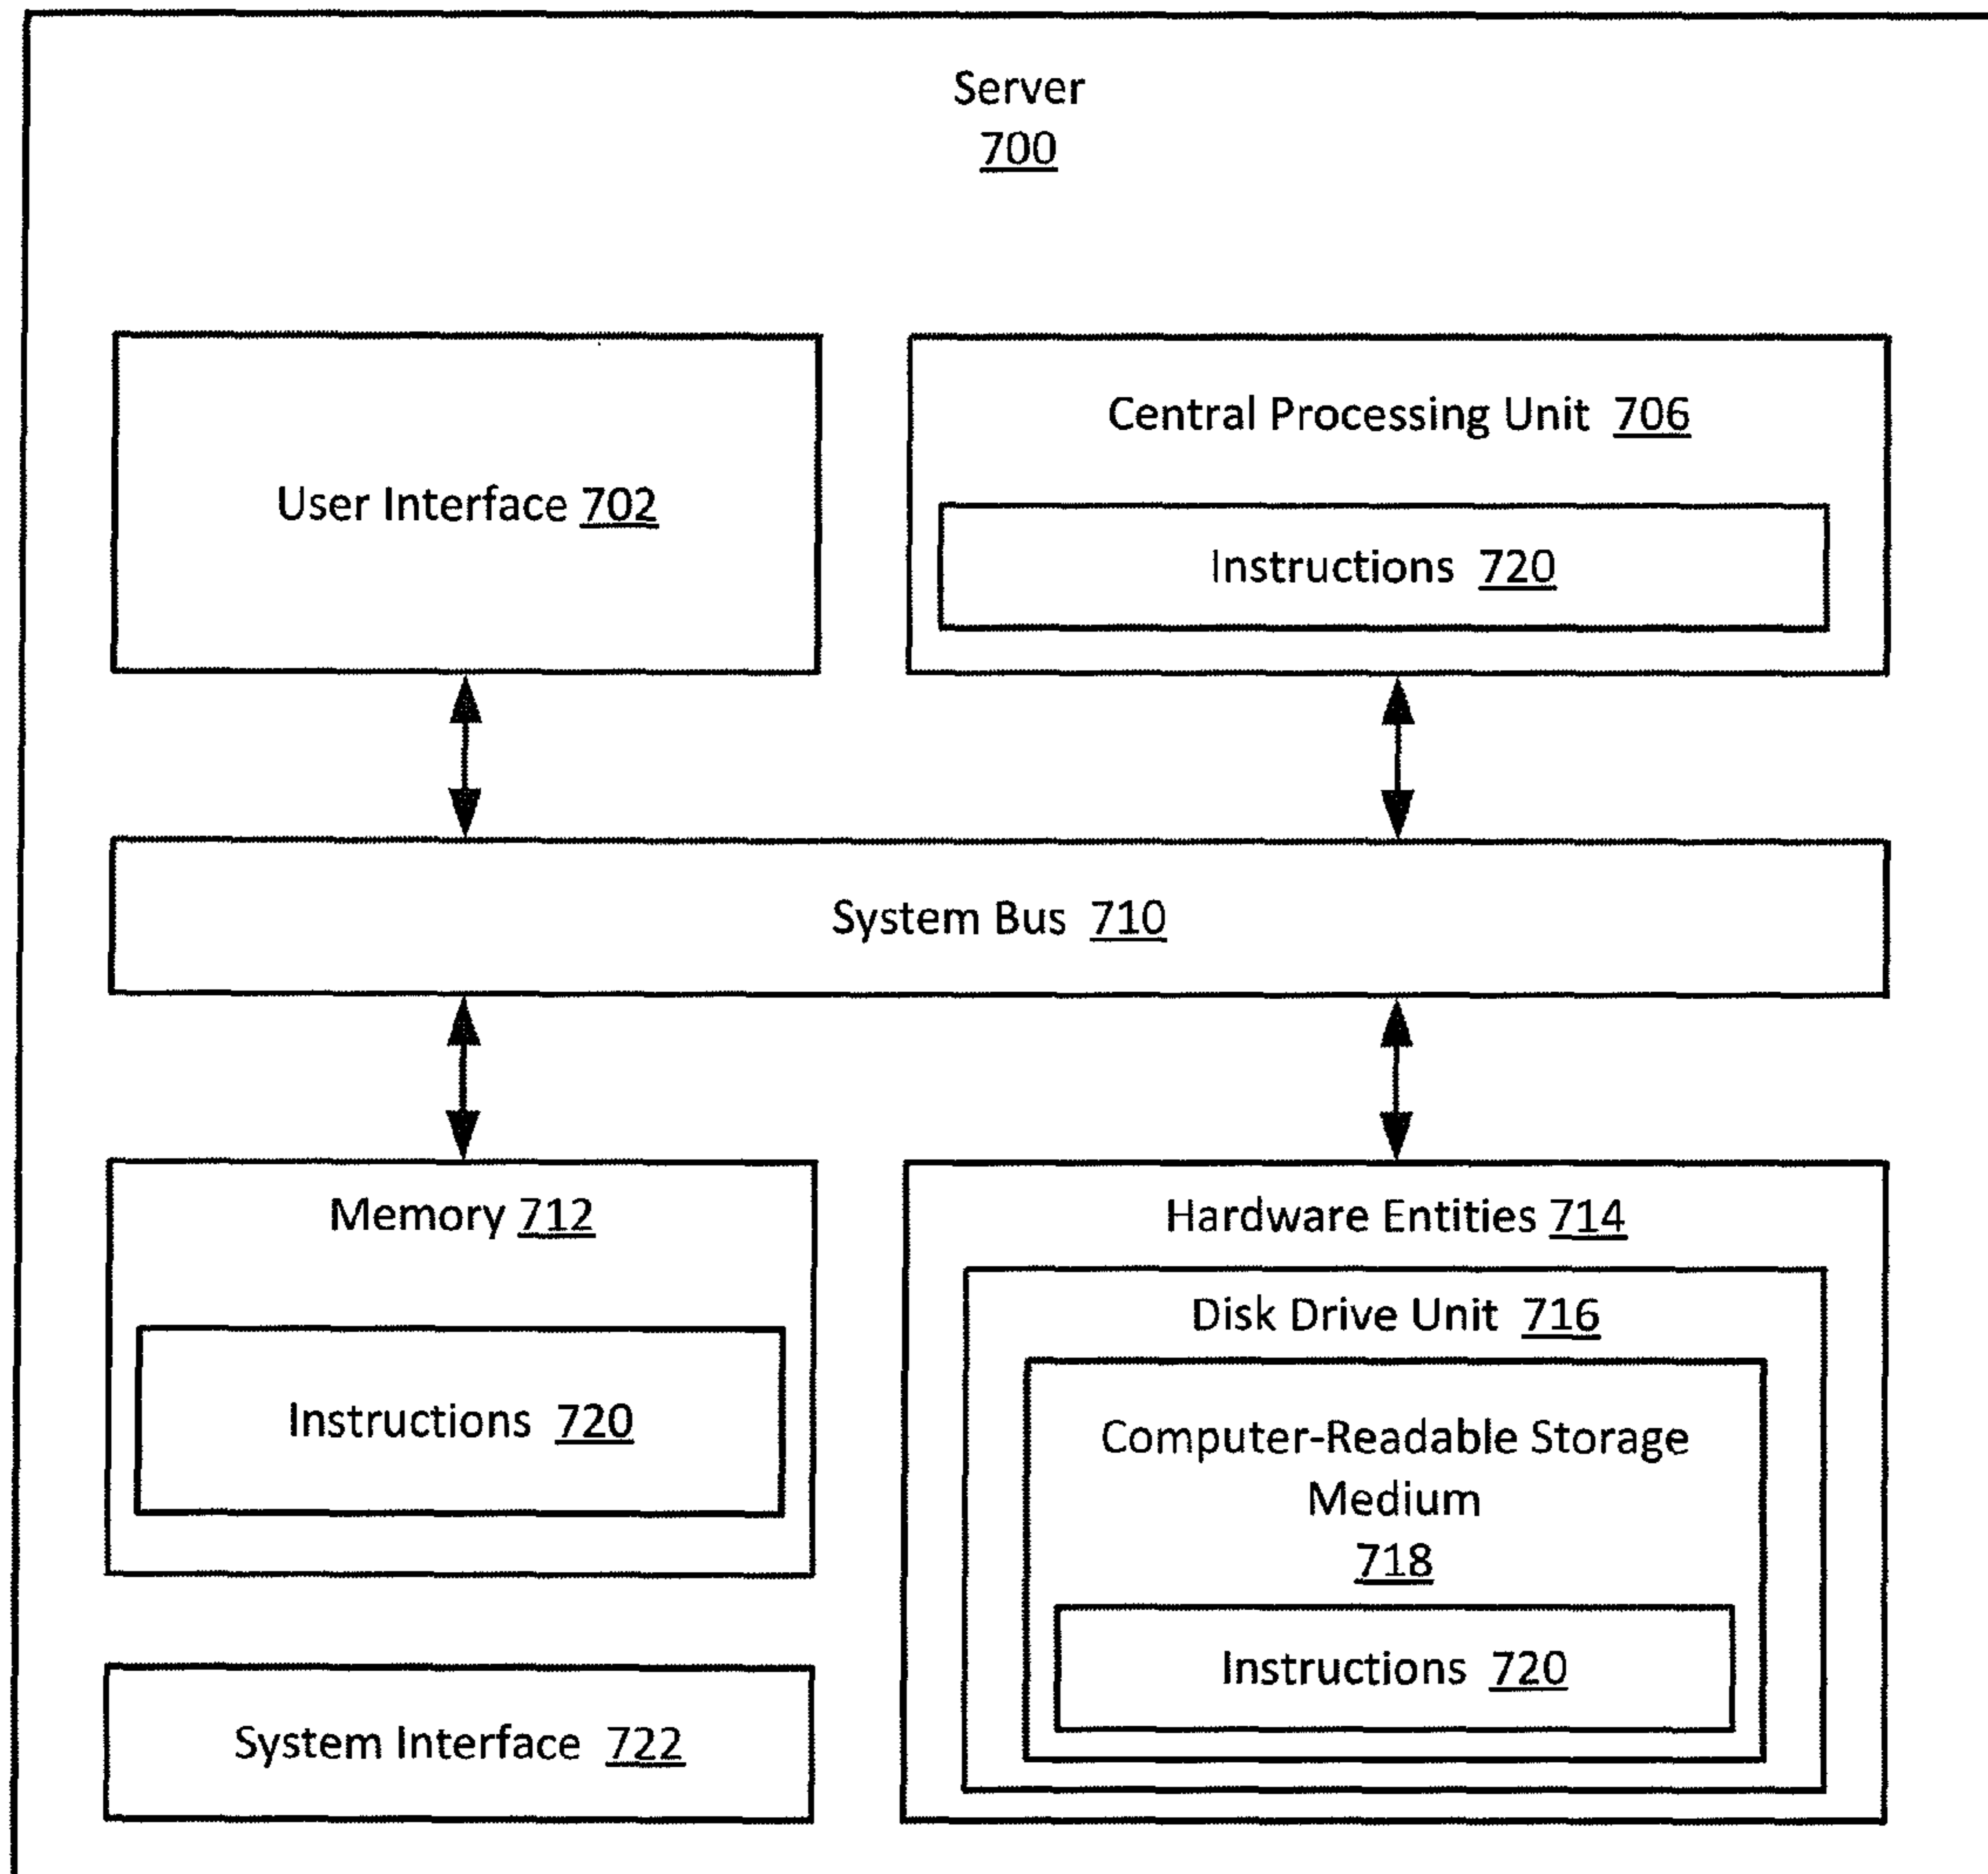 Server
700
User Interface 702
Central Processing Unit 706
Instructions 720
System Bus 710
Memory 712
Instructions 720
Hardware Entities 714
Disk Drive Unit 716
Computer-Readable Storage
Medium
718
Instructions 720
System Interface 722